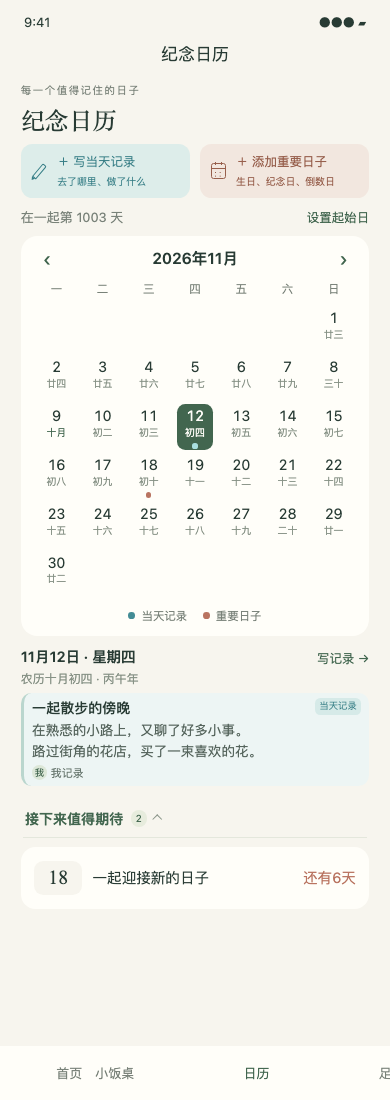 9:41
纪念日历
每一个值得记住的日子
纪念日历
＋ 写当天记录
去了哪里、做了什么
＋ 添加重要日子
生日、纪念日、倒数日
在一起第 1003 天
设置起始日
‹ 2026年11月 ›
一 二 三 四 五 六 日
1
廿三
2 3 4 5 6 7 8
廿四 廿五 廿六 廿七 廿八 廿九 三十
9 10 11 12 13 14 15
十月 初二 初三 初四 初五 初六 初七
16 17 18 19 20 21 22
初八 初九 初十 十一 十二 十三 十四
23 24 25 26 27 28 29
十五 十六 十七 十八 十九 二十 廿一
30
廿二
当天记录 重要日子
11月12日 · 星期四
写记录 →
农历十月初四 · 丙午年
一起散步的傍晚
当天记录
在熟悉的小路上，又聊了好多小事。
路过街角的花店，买了一束喜欢的花。
我 我记录
接下来值得期待 2
18 一起迎接新的日子 还有6天
首页 小饭桌 日历 足